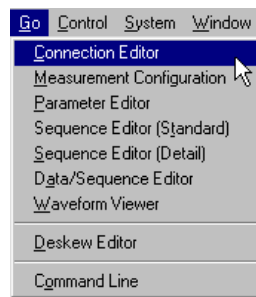 Go Control System Window
Connection Editor
Measurement Configuration
Parameter Editor
Sequence Editor (Standard)
Sequence Editor (Detail)
Data/Sequence Editor
Waveform Viewer
Deskew Editor
Command Line